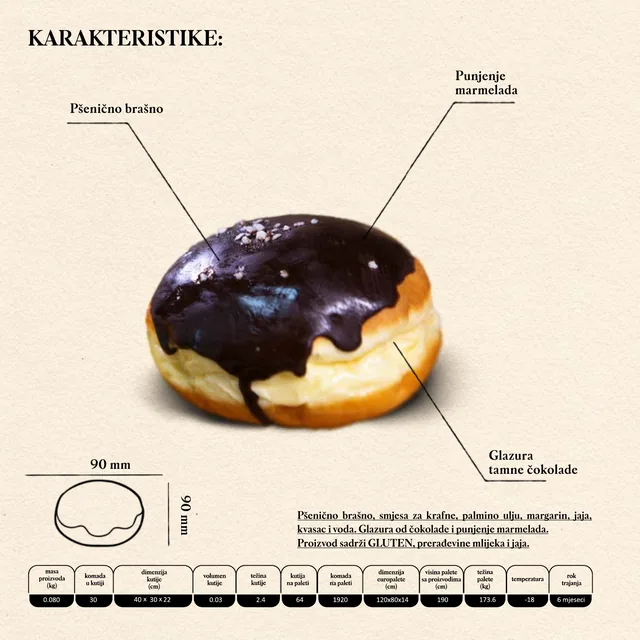 KARAKTERISTIKE:
Punjenje
marmelada
Pšenično brašno
Glazura
tamne čokolade
90 mm
90 mm
Pšenično brašno, smjesa za krafne, palmino ulju, margarin, jaja,
kvasac i voda. Glazura od čokolade i punjenje marmelada.
Proizvod sadrži GLUTEN, prerađevine mlijeka i jaja.
masa proizvoda (kg) komada u kutiji dimenzija kutije (cm) volumen kutije težina kutije kutija na paleti komada na paleti dimenzija europalete (cm) visina palete sa proizvodima (cm) težina palete (kg) temperatura rok trajanja
0.080 30 40 x 30 x 22 0.03 2.4 64 1920 120x80x14 190 173.6 -18 6 mjeseci